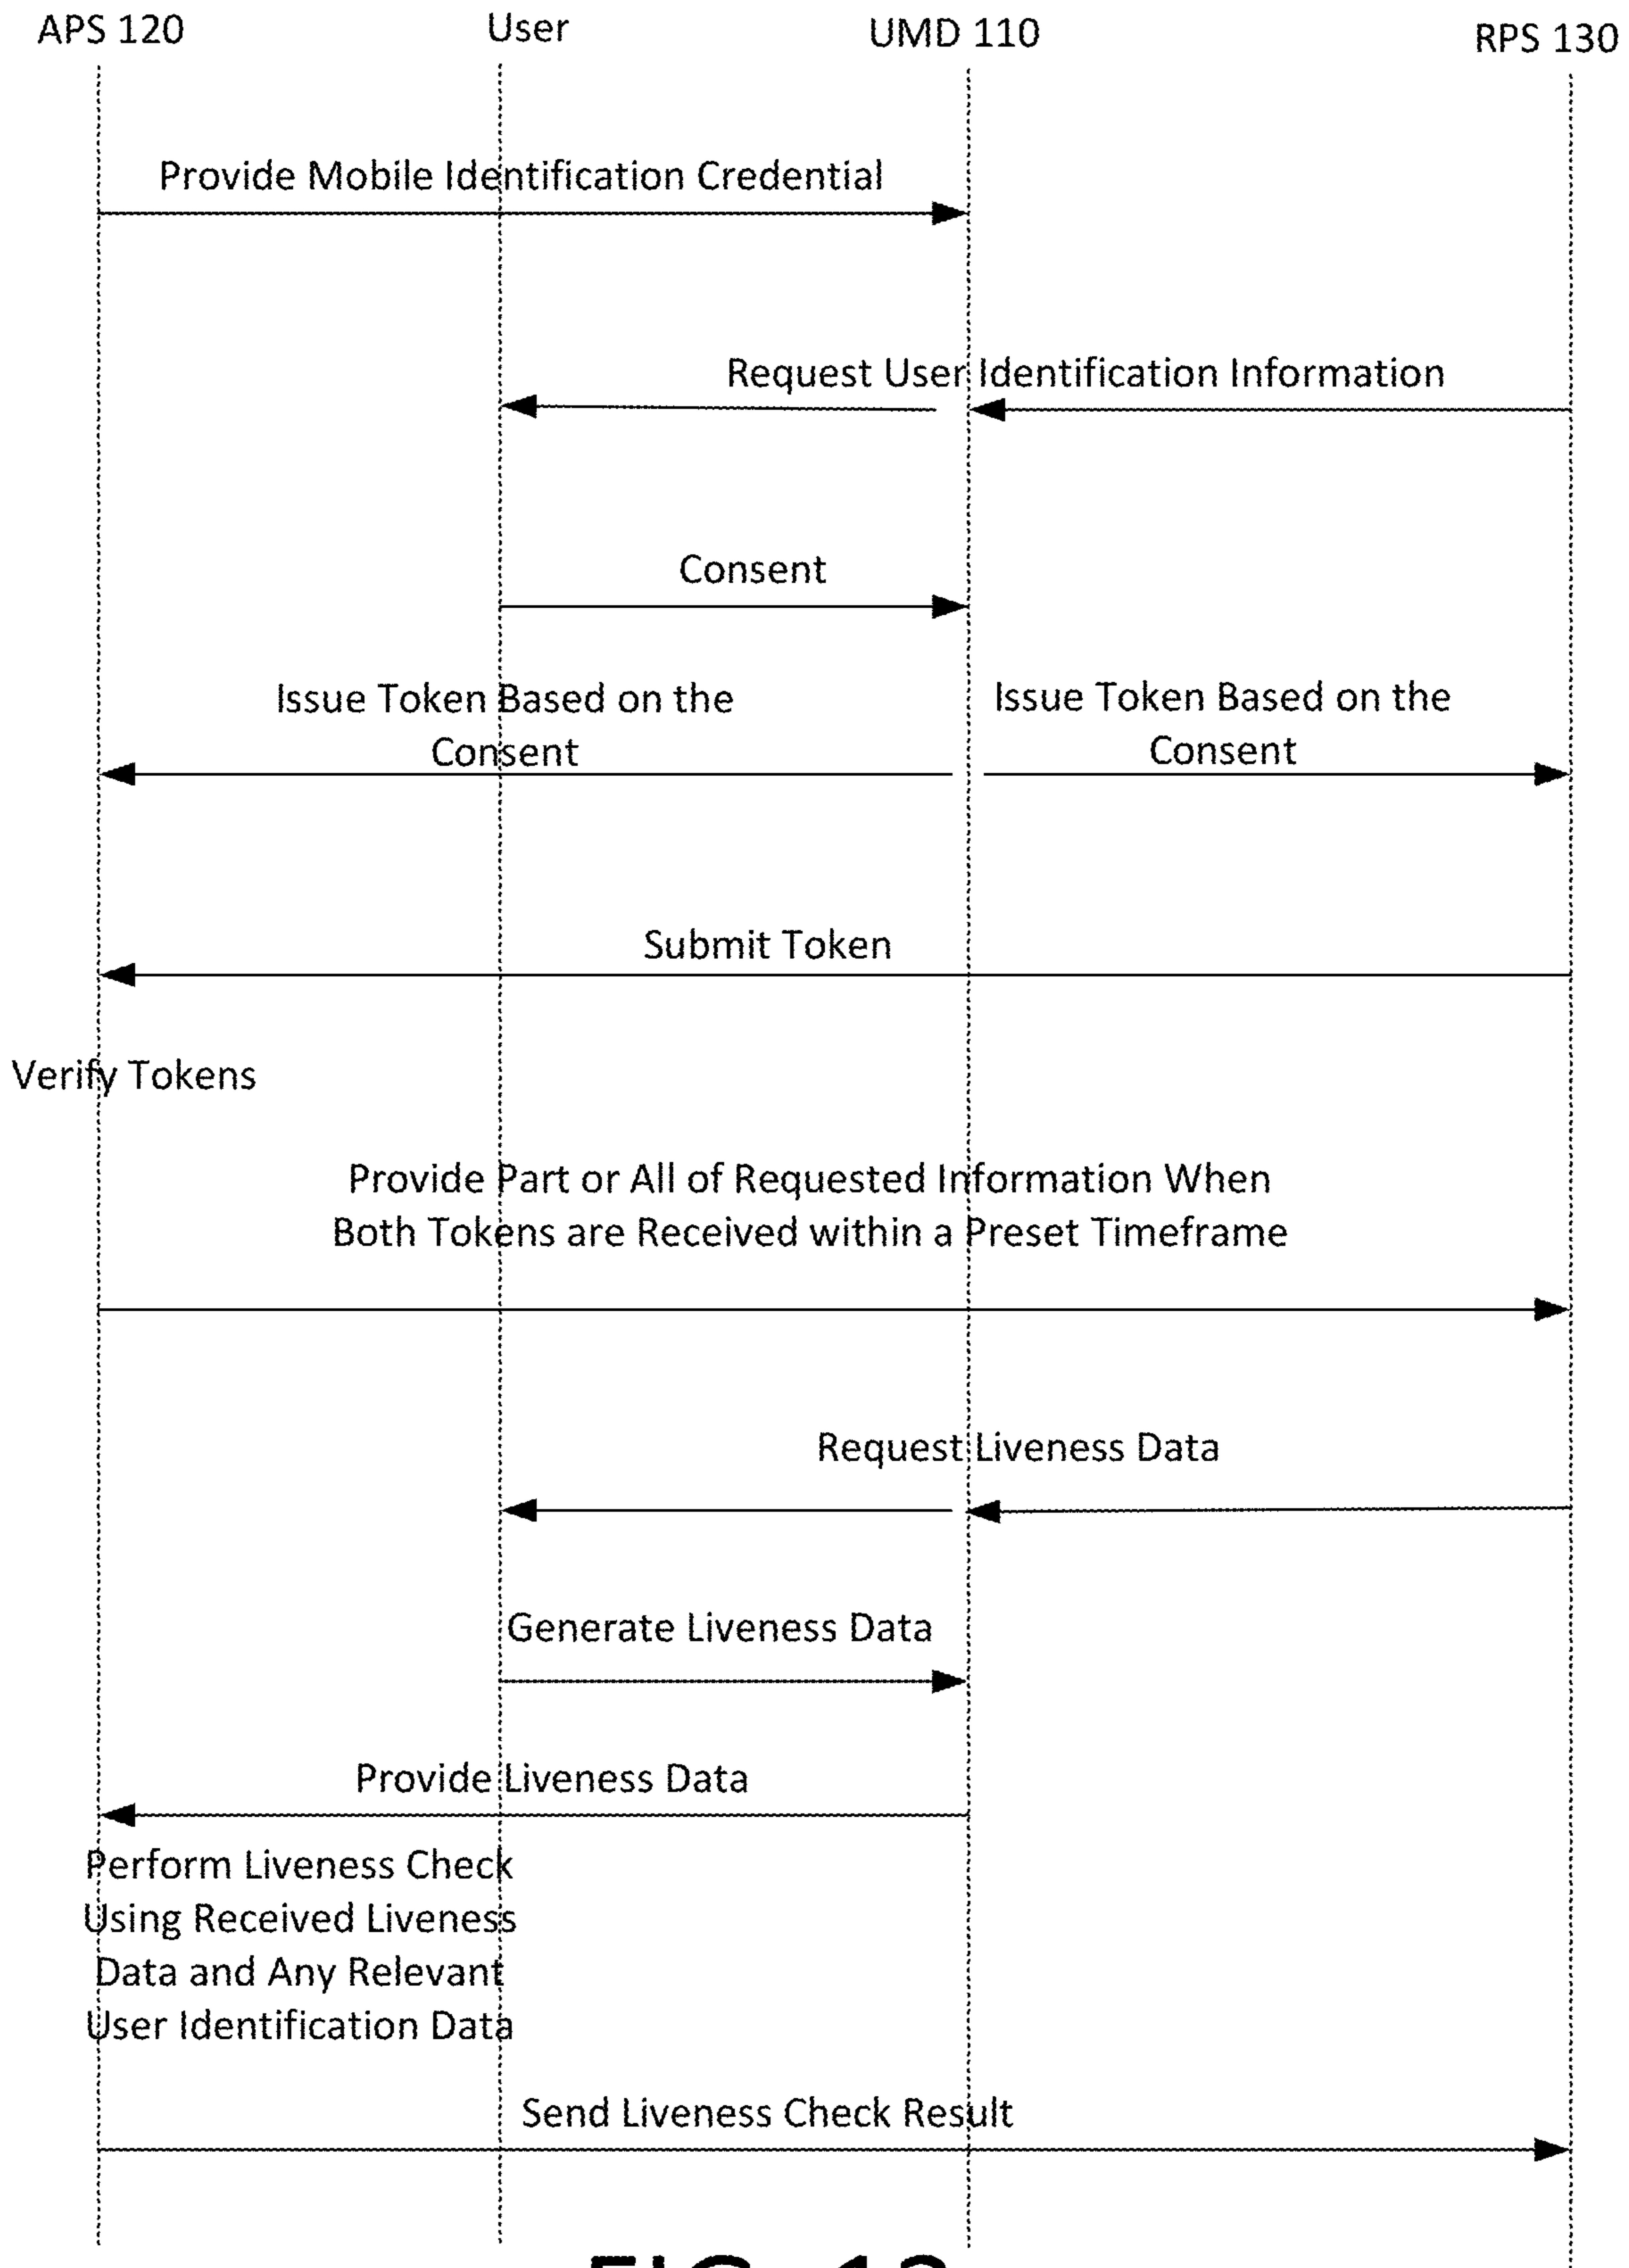 APS 120
User
UMD 110
RPS 130
Provide Mobile Identification Credential
Request User Identification Information
Consent
Issue Token Based on the
Consent
Issue Token Based on the
Consent
Submit Token
Verify Tokens
Provide Part or All of Requested Information When
Both Tokens are Received within a Preset Timeframe
Request Liveness Data
Generate Liveness Data
Provide Liveness Data
Perform Liveness Check
Using Received Liveness
Data and Any Relevant
User Identification Data
Send Liveness Check Result